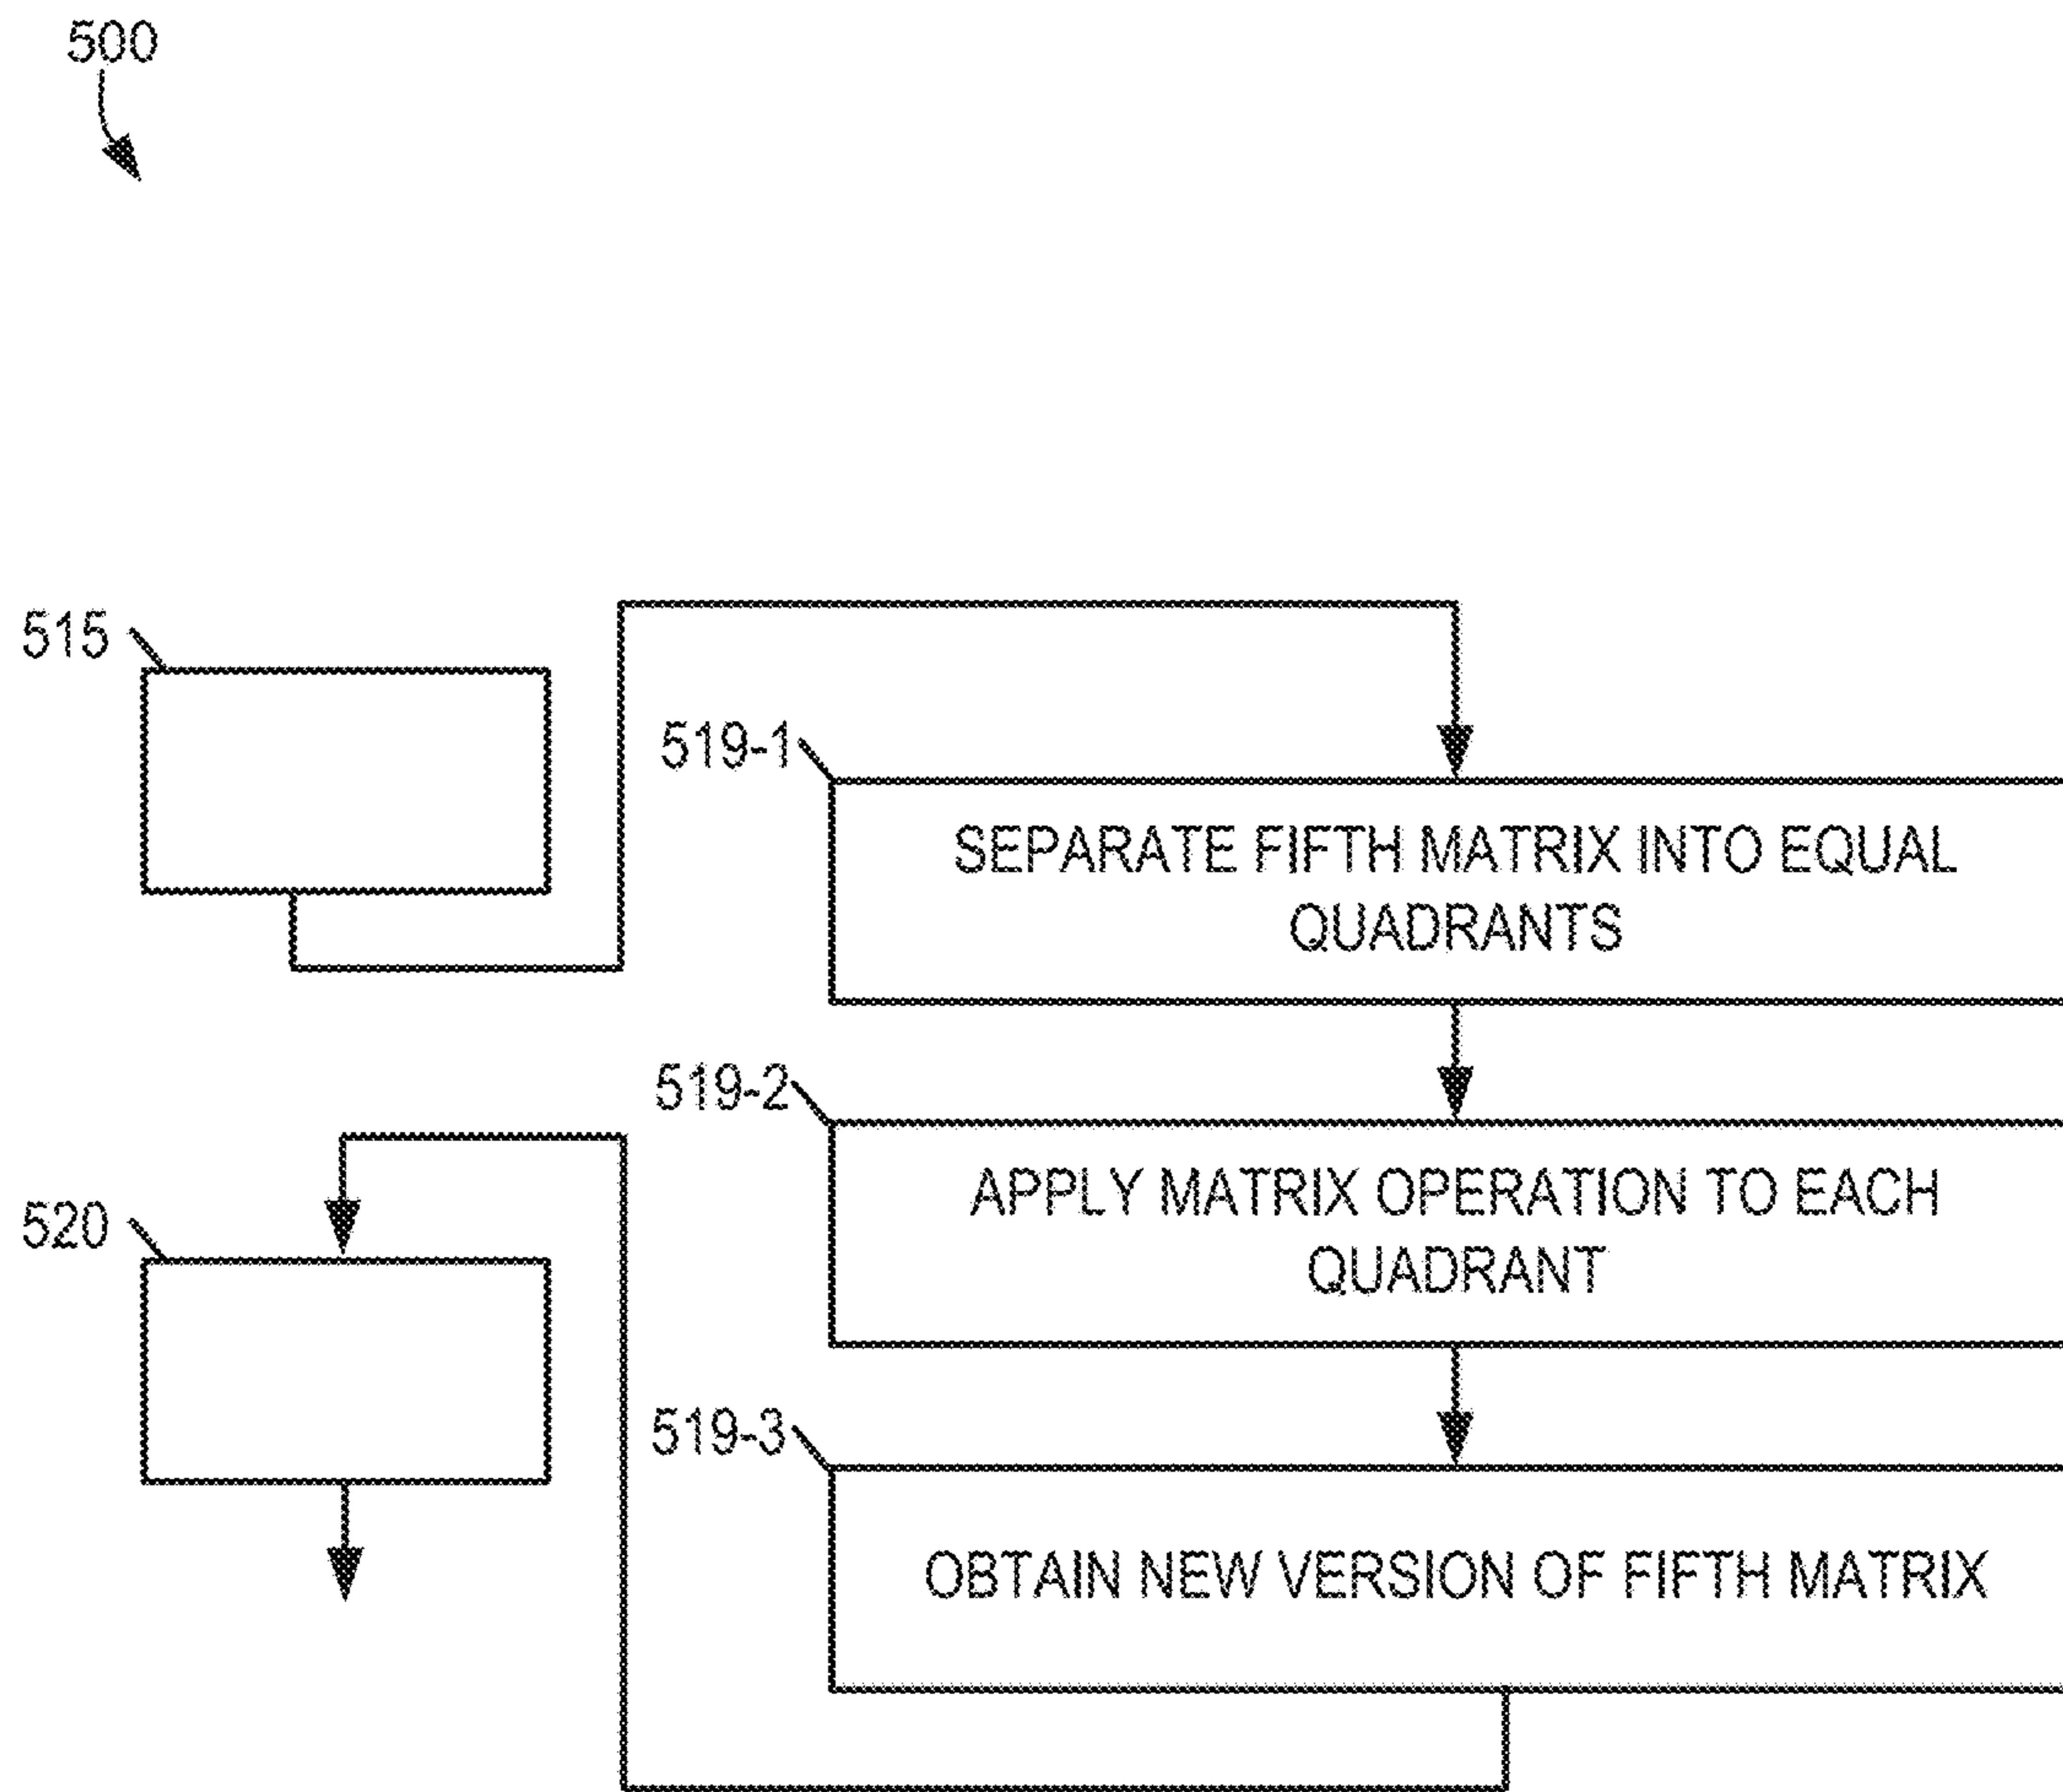 500
515
519-1
SEPARATE FIFTH MATRIX INTO EQUAL
QUADRANTS
519-2
APPLY MATRIX OPERATION TO EACH
QUADRANT
520
519-3
OBTAIN NEW VERSION OF FIFTH MATRIX